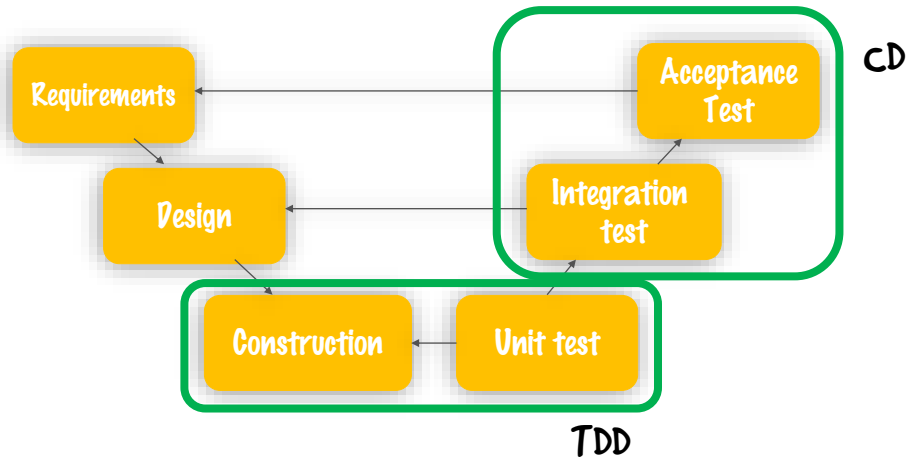 Requirements
Acceptance
Test
CD
Design
Integration
test
Construction
Unit test
TDD